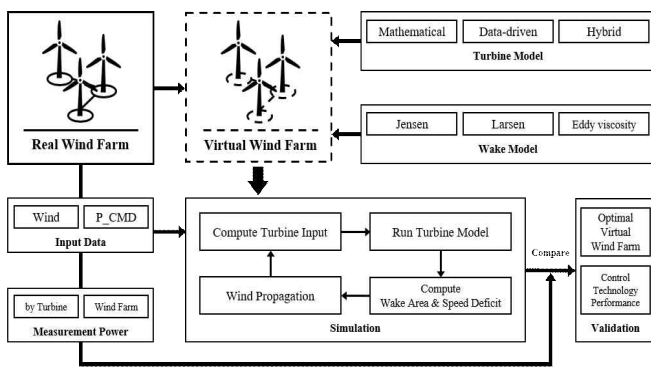 Real Wind Farm
Virtual Wind Farm
Mathematical
Data-driven
Hybrid
Turbine Model
Jensen
Larsen
Eddy viscosity
Wake Model
Wind
P_CMD
Input Data
by Turbine
Wind Farm
Measurement Power
Compute Turbine Input
Run Turbine Model
Wind Propagation
Compute
Wake Area & Speed Deficit
Simulation
Compare
Optimal
Virtual
Wind Farm
Control
Technology
Performance
Validation